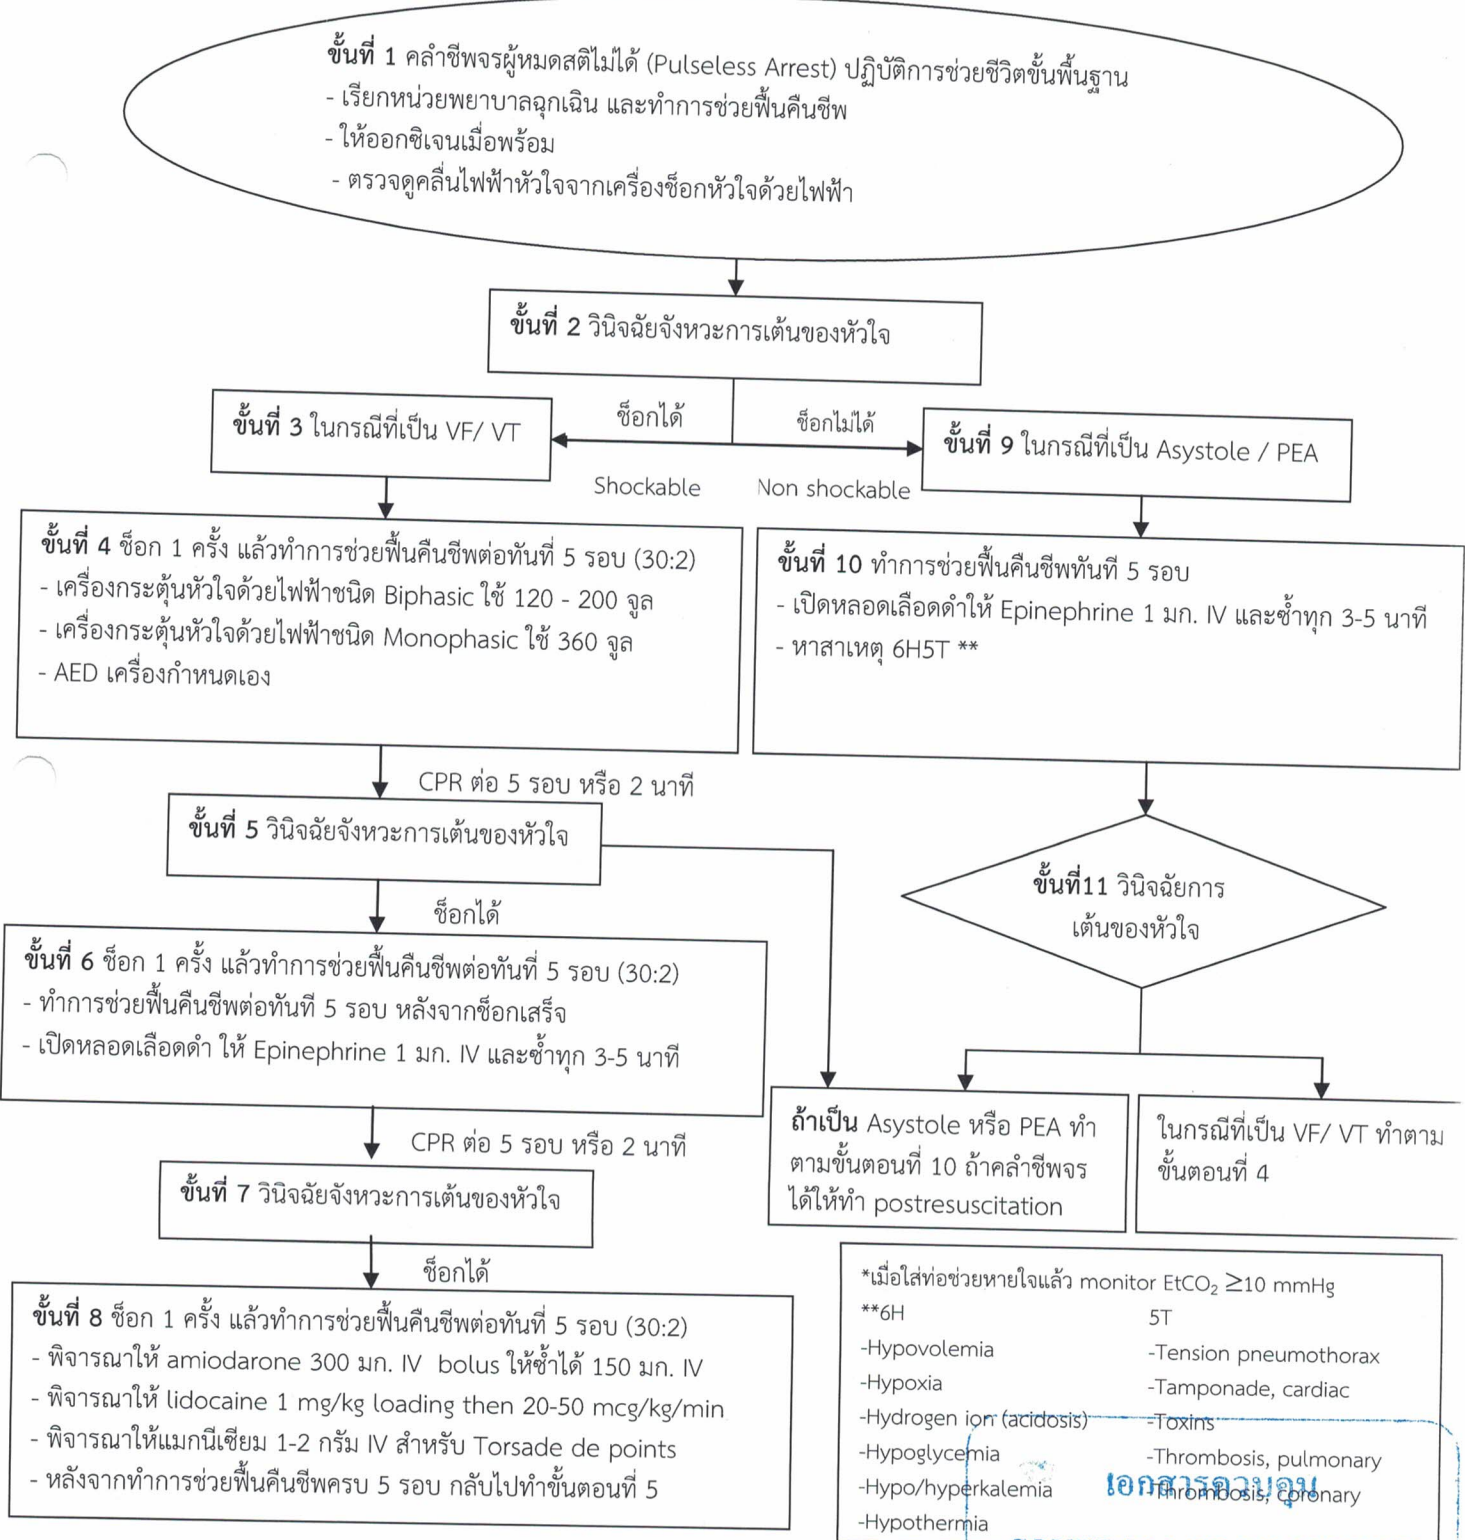 ขั้นที่ 1 คลำชีพจรผู้หมดสติไม่ได้ (Pulseless Arrest) ปฏิบัติการช่วยชีวิตขั้นพื้นฐาน
- เรียกหน่วยพยาบาลฉุกเฉิน และทำการช่วยฟื้นคืนชีพ
- ให้ออกซิเจนเมื่อพร้อม
- ตรวจดูคลื่นไฟฟ้าหัวใจจากเครื่องช็อกหัวใจด้วยไฟฟ้า
ขั้นที่ 2 วินิจฉัยจังหวะการเต้นของหัวใจ
ช็อกได้
ช็อกไม่ได้
Shockable
Non shockable
ขั้นที่ 3 ในกรณีที่เป็น VF/ VT
ขั้นที่ 4 ช็อก 1 ครั้ง แล้วทำการช่วยฟื้นคืนชีพต่อทันที 5 รอบ (30:2)
- เครื่องกระตุ้นหัวใจด้วยไฟฟ้าชนิด Biphasic ใช้ 120 - 200 จูล
- เครื่องกระตุ้นหัวใจด้วยไฟฟ้าชนิด Monophasic ใช้ 360 จูล
- AED เครื่องกำหนดเอง
CPR ต่อ 5 รอบ หรือ 2 นาที
ขั้นที่ 5 วินิจฉัยจังหวะการเต้นของหัวใจ
ช็อกได้
ขั้นที่ 6 ช็อก 1 ครั้ง แล้วทำการช่วยฟื้นคืนชีพต่อทันที 5 รอบ (30:2)
- ทำการช่วยฟื้นคืนชีพต่อทันที 5 รอบ หลังจากช็อกเสร็จ
- เปิดหลอดเลือดดำ ให้ Epinephrine 1 มก. IV และซ้ำทุก 3-5 นาที
CPR ต่อ 5 รอบ หรือ 2 นาที
ขั้นที่ 7 วินิจฉัยจังหวะการเต้นของหัวใจ
ช็อกได้
ขั้นที่ 8 ช็อก 1 ครั้ง แล้วทำการช่วยฟื้นคืนชีพต่อทันที 5 รอบ (30:2)
- พิจารณาให้ amiodarone 300 มก. IV bolus ให้ซ้ำได้ 150 มก. IV
- พิจารณาให้ lidocaine 1 mg/kg loading then 20-50 mcg/kg/min
- พิจารณาให้แมกนีเซียม 1-2 กรัม IV สำหรับ Torsade de points
- หลังจากทำการช่วยฟื้นคืนชีพครบ 5 รอบ กลับไปทำขั้นตอนที่ 5
ขั้นที่ 9 ในกรณีที่เป็น Asystole / PEA
ขั้นที่ 10 ทำการช่วยฟื้นคืนชีพทันที 5 รอบ
- เปิดหลอดเลือดดำให้ Epinephrine 1 มก. IV และซ้ำทุก 3-5 นาที
- หาสาเหตุ 6H5T **
ขั้นที่11 วินิจฉัยการ
เต้นของหัวใจ
ถ้าเป็น Asystole หรือ PEA ทำ
ตามขั้นตอนที่ 10 ถ้าคลำชีพจร
ได้ให้ทำ postresuscitation
ในกรณีที่เป็น VF/ VT ทำตาม
ขั้นตอนที่ 4
*เมื่อใส่ท่อช่วยหายใจแล้ว monitor EtCO₂ ≥10 mmHg
**6H
-Hypovolemia
-Hypoxia
-Hydrogen ion (acidosis)
-Hypoglycemia
-Hypo/hyperkalemia
-Hypothermia
5T
-Tension pneumothorax
-Tamponade, cardiac
-Toxins
-Thrombosis, pulmonary
-Thrombosis, coronary
เอกสารควบคุม